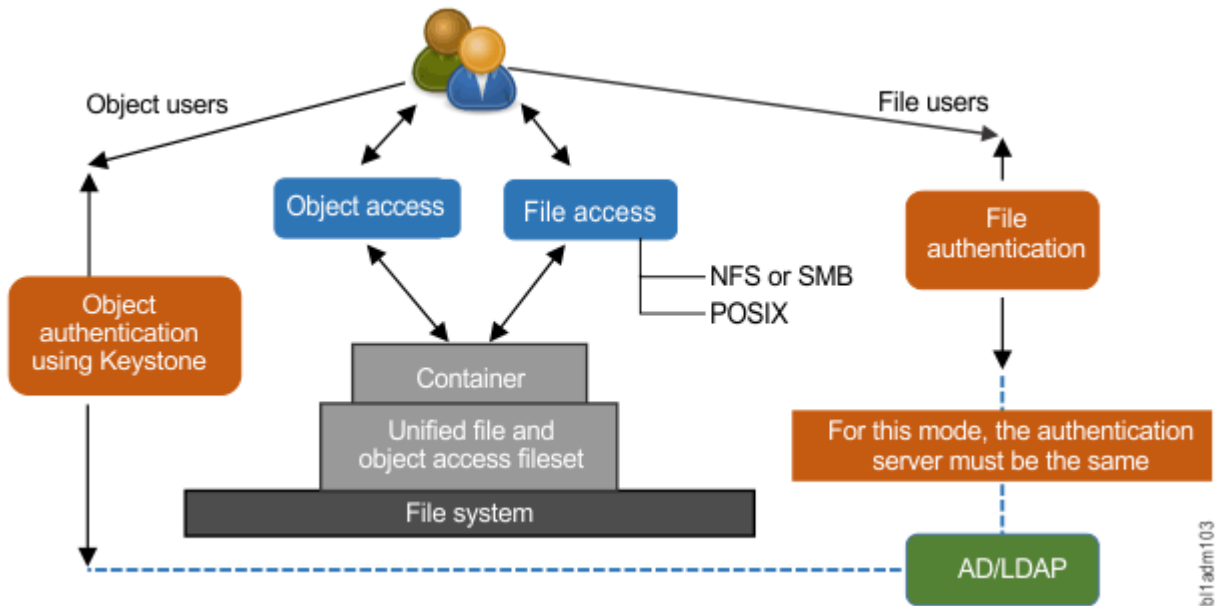 Object users
File users
Object access
File access
File
authentication
NFS or SMB
POSIX
Object
authentication
using Keystone
Container
Unified file and
object access fileset
For this mode, the authentication
server must be the same
File system
AD/LDAP
bl1adm103